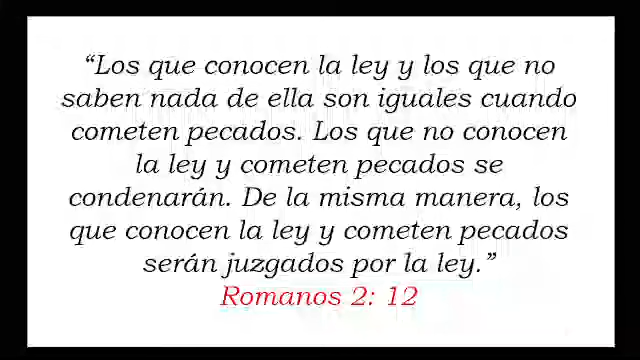 “Los que conocen la ley y los que no
saben nada de ella son iguales cuando
cometen pecados. Los que no conocen
la ley y cometen pecados se
condenarán. De la misma manera, los
que conocen la ley y cometen pecados
serán juzgados por la ley.”
Romanos 2: 12